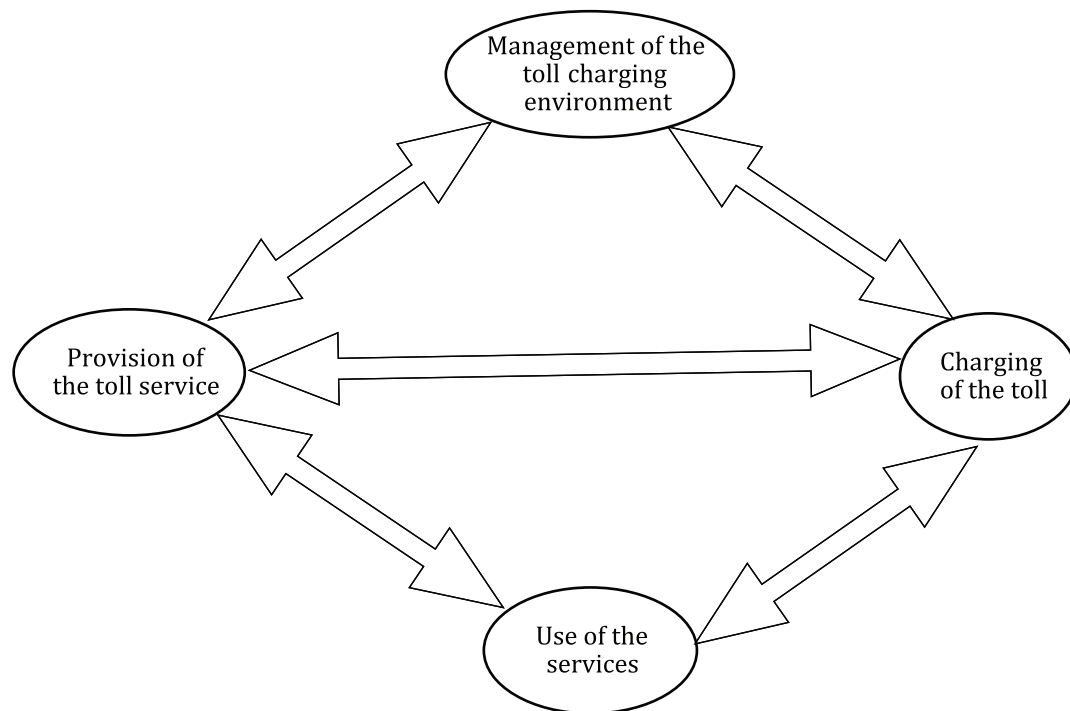 Management of the
toll charging
environment
Provision of
the toll service
Charging
of the toll
Use of the
services